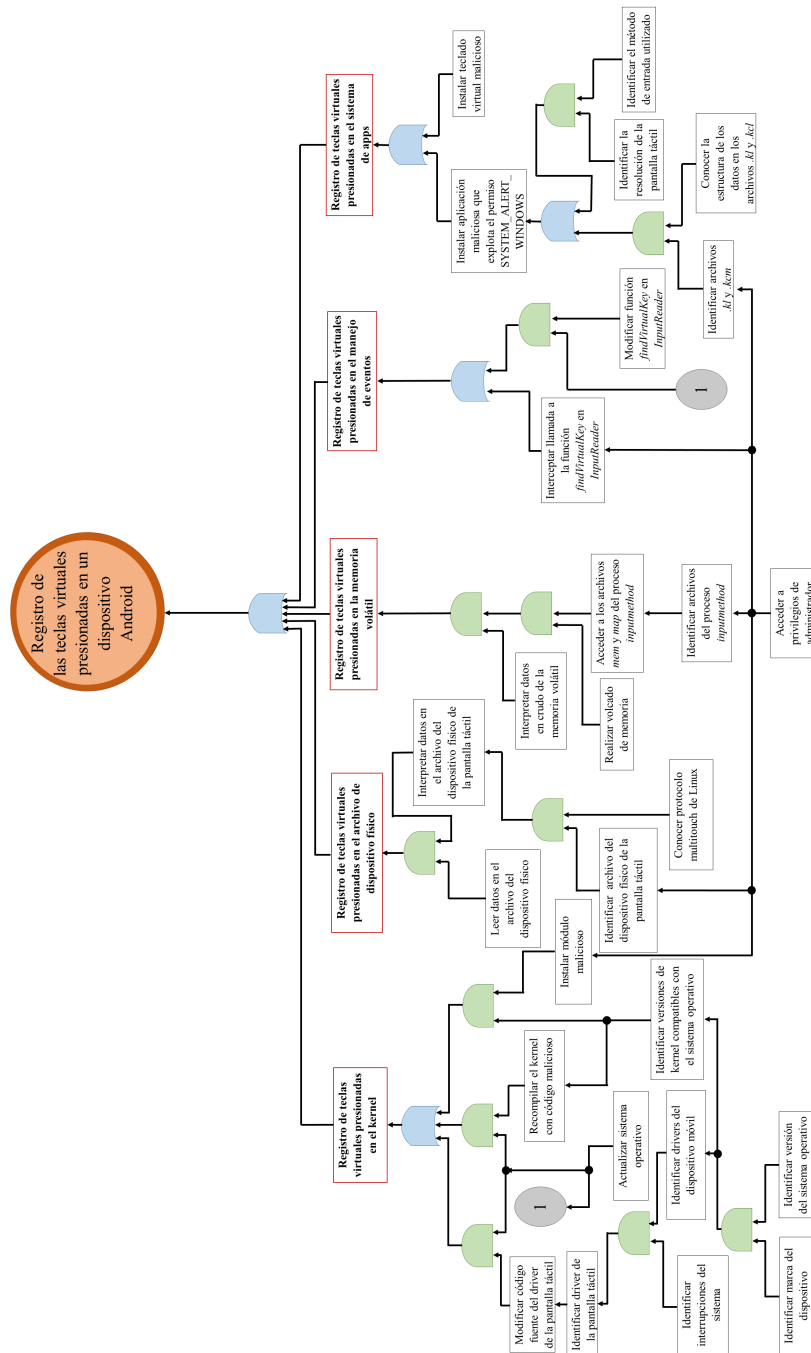 Registro de
las teclas virtuales
presionadas en un
dispositivo
Android
Registro de teclas
virtuales presionadas
en el kernel
Registro de teclas virtuales
presionadas en el archivo de
dispositivo físico
Registro de teclas virtuales
presionadas en la memoria
volátil
Registro de teclas virtuales
presionadas en el manejo
de eventos
Registro de teclas virtuales
presionadas en el sistema
de apps
Modificar código
fuente del driver
de la pantalla táctil
Identificar driver de
la pantalla táctil
Identificar
interrupciones del
sistema
Identificar drivers del
dispositivo móvil
Identificar marca del
dispositivo
Identificar versión
del sistema operativo
1
Actualizar sistema
operativo
Recompilar el kernel
con código malicioso
Identificar versiones de
kernel compatibles con
el sistema operativo
Instalar módulo
malicioso
Leer datos en el
archivo del
dispositivo físico
Interpretar datos en
el archivo del
dispositivo físico de
la pantalla táctil
Identificar archivo del
dispositivo físico de la
pantalla táctil
Conocer protocolo
multitouch de Linux
Interpretar datos
en crudo de la
memoria volátil
Realizar volcado
de memoria
Acceder a los archivos
mem y map del proceso
inputmethod
Identificar archivos
del proceso
inputmethod
Acceder a
privilegios de
administrador
Interceptar llamada a
la función
findVirtualKey en
InputReader
1
Modificar función
findVirtualKey en
InputReader
Instalar aplicación
maliciosa que
explota el permiso
SYSTEM_ALERT_
WINDOWS
Instalar teclado
virtual malicioso
Identificar la
resolución de la
pantalla táctil
Identificar el método
de entrada utilizado
Identificar archivos
.kl y .kcm
Conocer la
estructura de los
datos en los
archivos .kl y .kcl